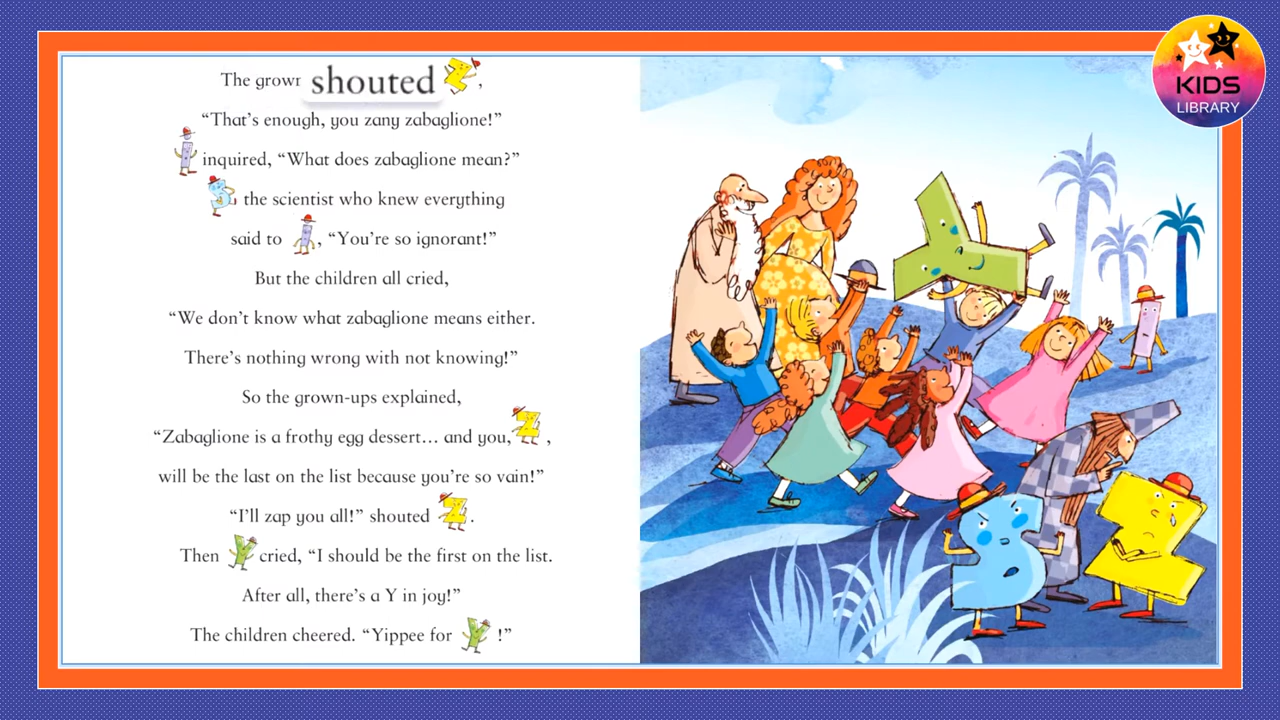 The grown shouted Z,
“That’s enough, you zany zabaglione!”
I inquired, “What does zabaglione mean?”
S the scientist who knew everything
said to I, “You’re so ignorant!”
But the children all cried,
“We don’t know what zabaglione means either.
There’s nothing wrong with not knowing!”
So the grown-ups explained,
“Zabaglione is a frothy egg dessert... and you, Z,
will be the last on the list because you’re so vain!”
“I’ll zap you all!” shouted Z.
Then Y cried, “I should be the first on the list.
After all, there’s a Y in joy!”
The children cheered. “Yippee for Y!”
KIDS
LIBRARY